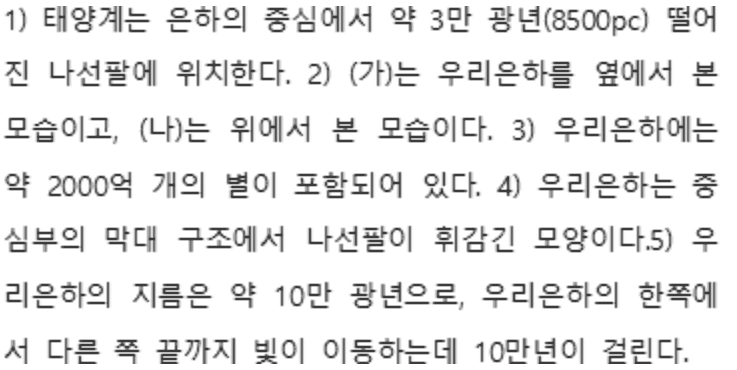 1) 태양계는 은하의 중심에서 약 3만 광년(8500pc) 떨어
진 나선팔에 위치한다. 2) (가)는 우리은하를 옆에서 본
모습이고, (나)는 위에서 본 모습이다. 3) 우리은하에는
약 2000억 개의 별이 포함되어 있다. 4) 우리은하는 중
심부의 막대 구조에서 나선팔이 휘감긴 모양이다.5) 우
리은하의 지름은 약 10만 광년으로, 우리은하의 한쪽에
서 다른 쪽 끝까지 빛이 이동하는데 10만년이 걸린다.